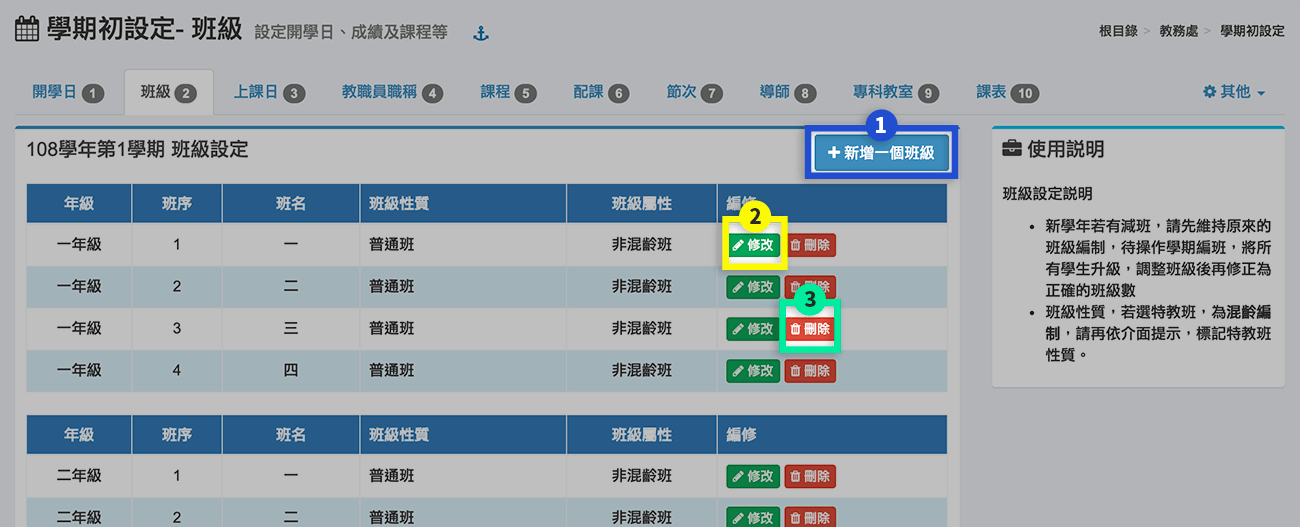 學期初設定- 班級 設定開學日、成績及課程等
根目錄 > 教務處 > 學期初設定
開學日 1 班級 2 上課日 3 教職員職稱 4 課程 5 配課 6 節次 7 導師 8 專科教室 9 課表 10 其他
1
108學年第1學期 班級設定
新增一個班級
年級 班序 班名 班級性質 班級屬性 編修
2
一年級 1 一 普通班 非混齡班 修改 刪除
一年級 2 二 普通班 非混齡班 修改 刪除
3
一年級 3 三 普通班 非混齡班 修改 刪除
一年級 4 四 普通班 非混齡班 修改 刪除
年級 班序 班名 班級性質 班級屬性 編修
二年級 1 一 普通班 非混齡班 修改 刪除
二年級 2 二 普通班 非混齡班 修改 刪除
使用説明
班級設定説明
• 新學年若有減班，請先維持原來的
班級編制，待操作學期編班，將所
有學生升級，調整班級後再修正為
正確的班級數
• 班級性質，若選特教班，為混齡編
制，請再依介面提示，標記特教班
性質。